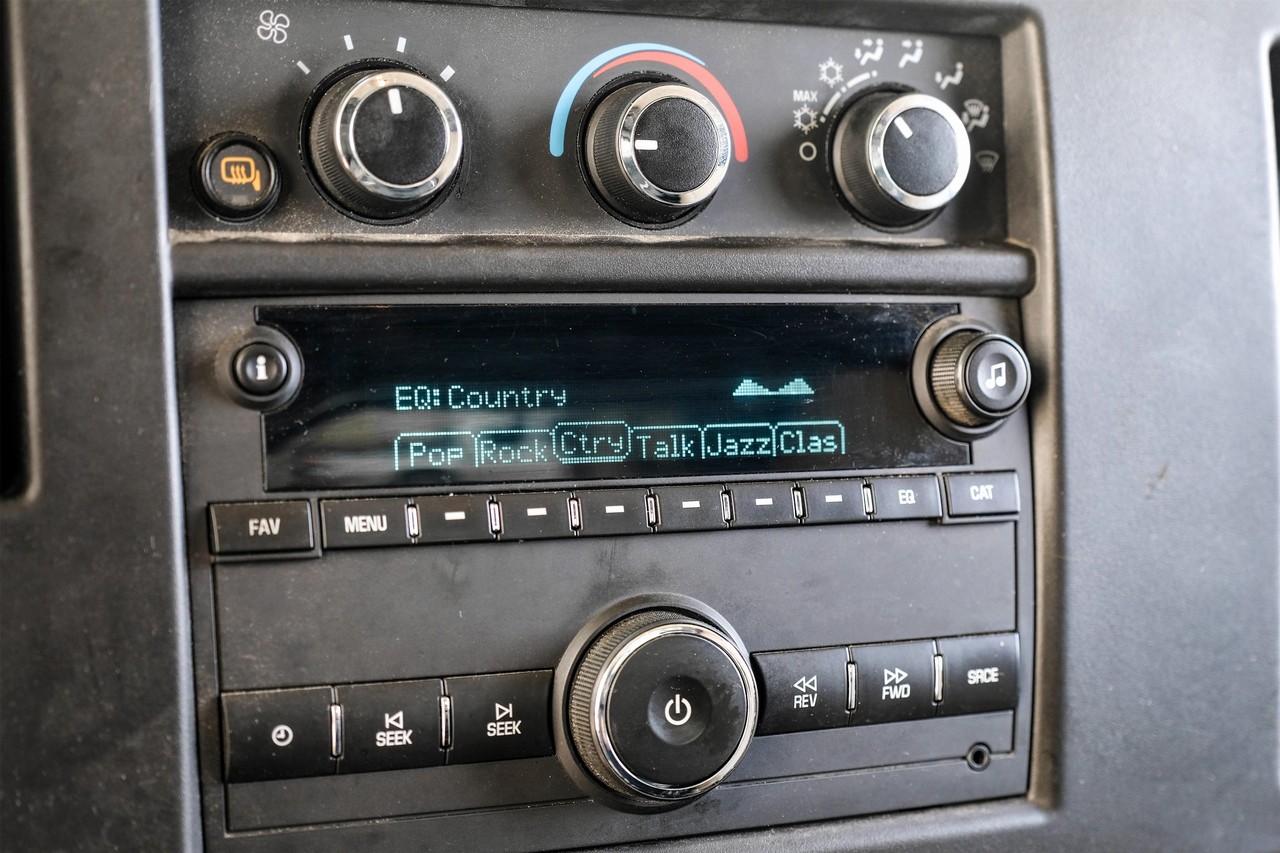 MAX
i
EQ:Country
Pop Rock Ctry Talk Jazz Clas
FAV MENU EQ CAT
SEEK SEEK REV FWD SRCE